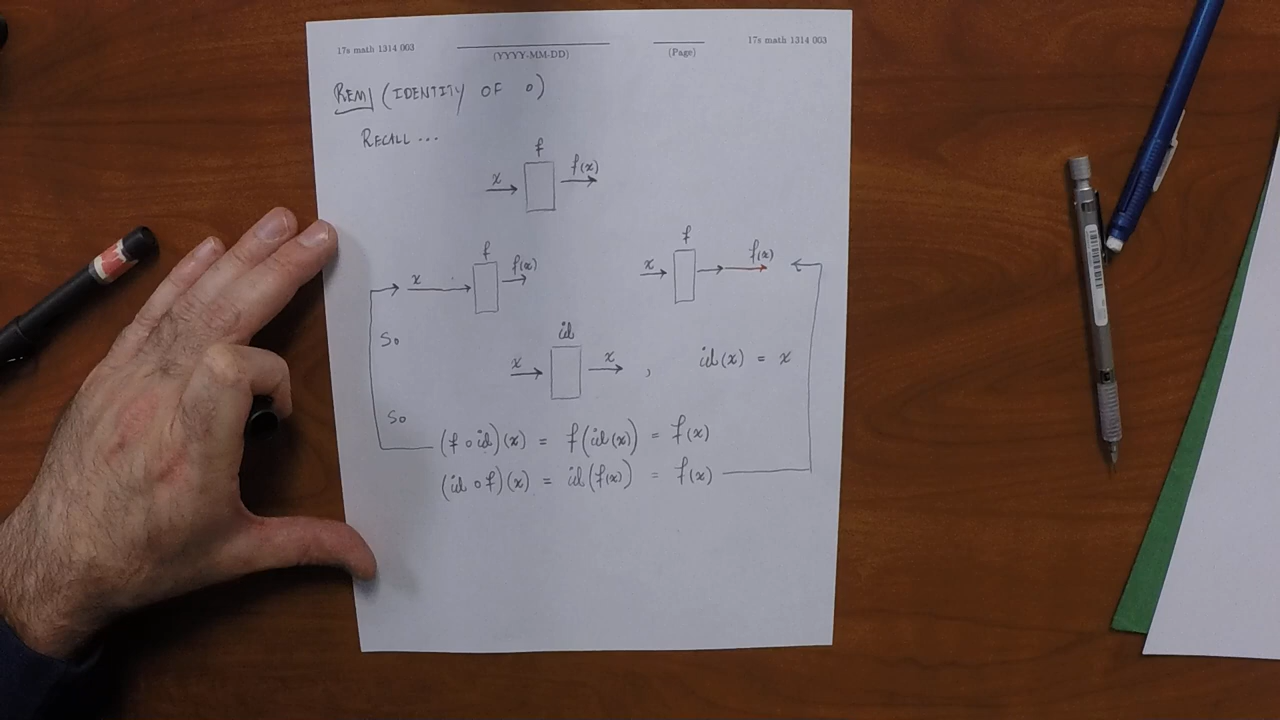 17s math 1314 003 (YYYY-MM-DD) (Page) 17s math 1314 003
REM (IDENTITY OF ∘)
RECALL ...
f
x f(x)
f f
x f(x) x f(x)
So
id
x x , id(x) = x
So
(f ∘ id)(x) = f(id(x)) = f(x)
(id ∘ f)(x) = id(f(x)) = f(x)